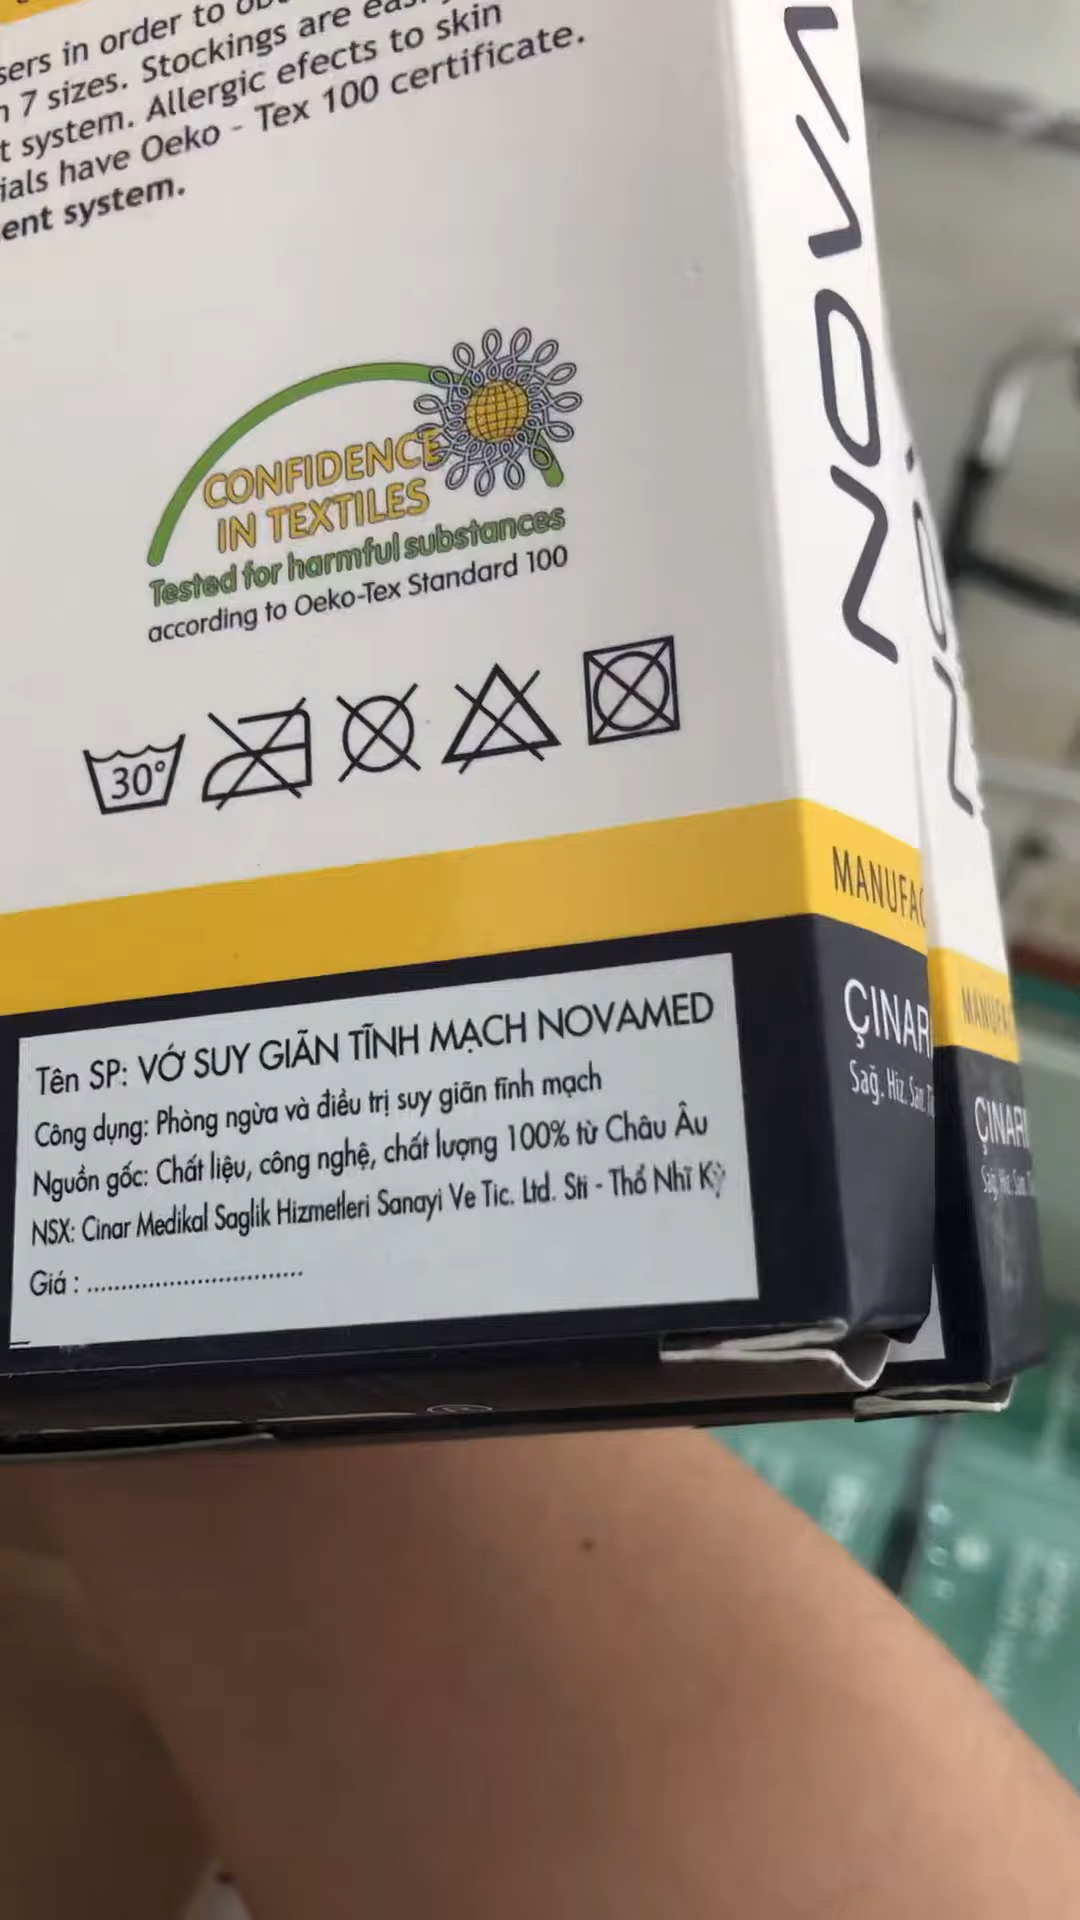 sers in order to
7 sizes. Stockings are
t system. Allergic efects to skin
ials have Oeko - Tex 100 certificate.
ent system.
CONFIDENCE
IN TEXTILES
Tested for harmful substances
according to Oeko-Tex Standard 100
30°
Tên SP: VỚ SUY GIÃN TĨNH MẠCH NOVAMED
Công dụng: Phòng ngừa và điều trị suy giãn tĩnh mạch
Nguồn gốc: Chất liệu, công nghệ, chất lượng 100% từ Châu Âu
NSX: Cinar Medikal Saglik Hizmetleri Sanayi Ve Tic. Ltd. Sti - Thổ Nhĩ Kỳ
Giá : ...............................
NOVA
MANUFAC
ÇINAR
Sağ. Hiz. San.
MANUFA
ÇINAR
Sağ. Hiz. San.